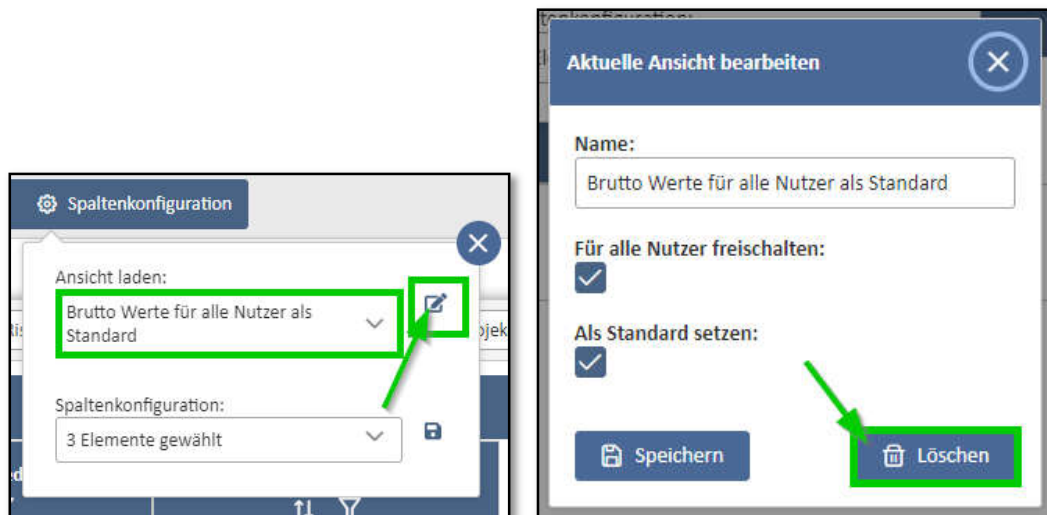 Spaltenkonfiguration
Ansicht laden:
Brutto Werte für alle Nutzer als
Standard
Spaltenkonfiguration:
3 Elemente gewählt
Aktuelle Ansicht bearbeiten
Name:
Brutto Werte für alle Nutzer als Standard
Für alle Nutzer freischalten:
Als Standard setzen:
Speichern
Löschen